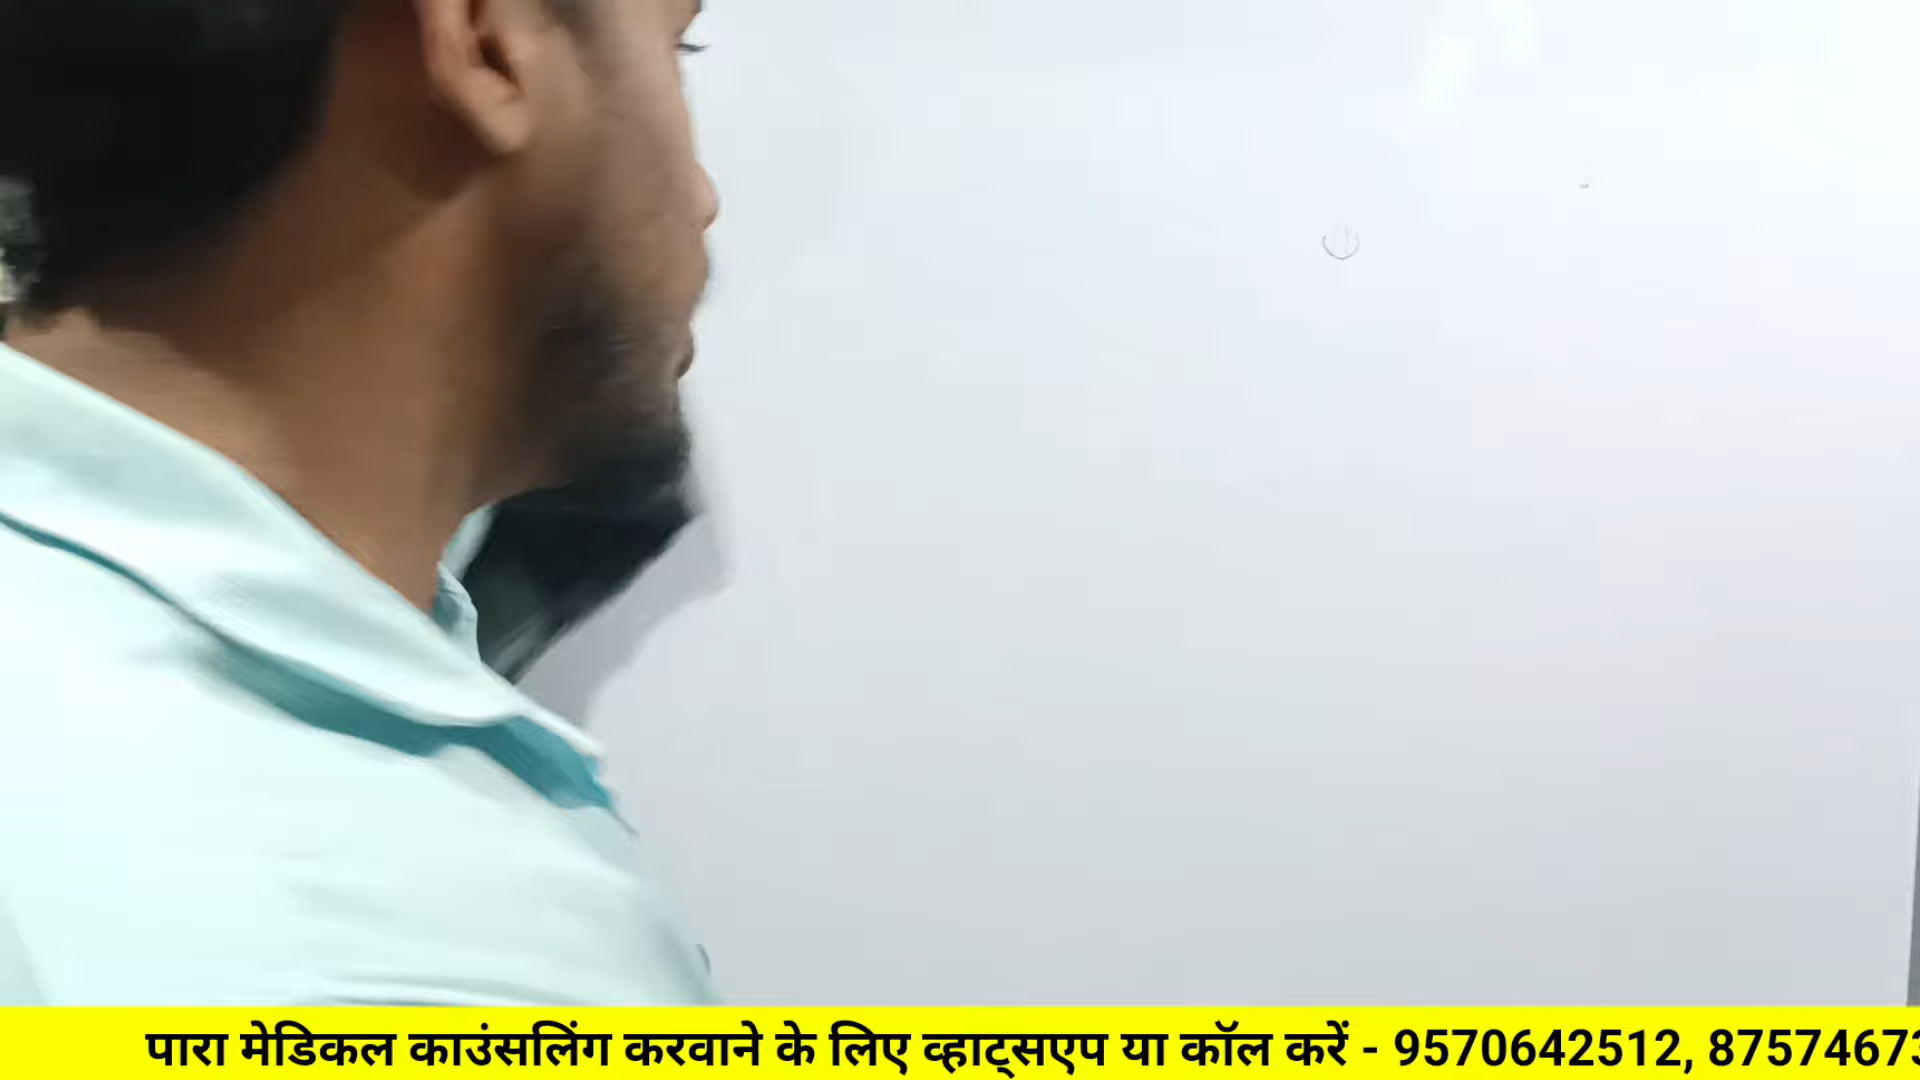 पारा मेडिकल काउंसलिंग करवाने के लिए व्हाट्सएप या कॉल करें - 9570642512,